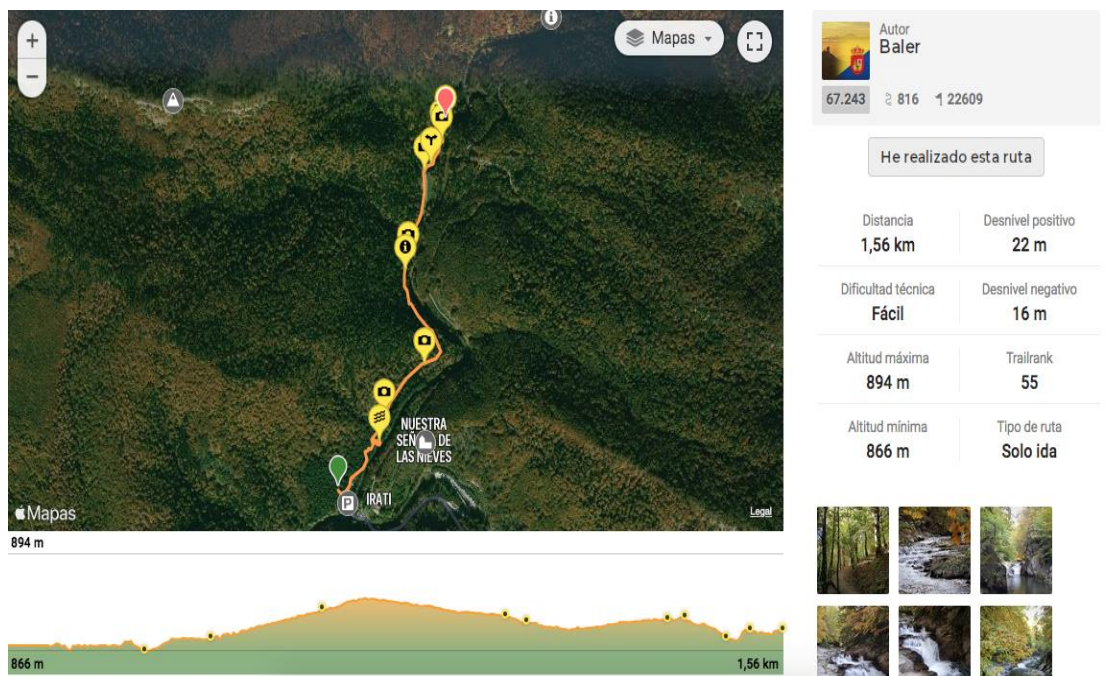 Mapas
NUESTRA
SEÑ DE
LAS NIEVES
P
IRATI
Mapas
Legal
894 m
866 m
1,56 km
Autor
Baler
67.243 816 22609
He realizado esta ruta
Distancia
1,56 km
Desnivel positivo
22 m
Dificultad técnica
Fácil
Desnivel negativo
16 m
Altitud máxima
894 m
Trailrank
55
Altitud mínima
866 m
Tipo de ruta
Solo ida